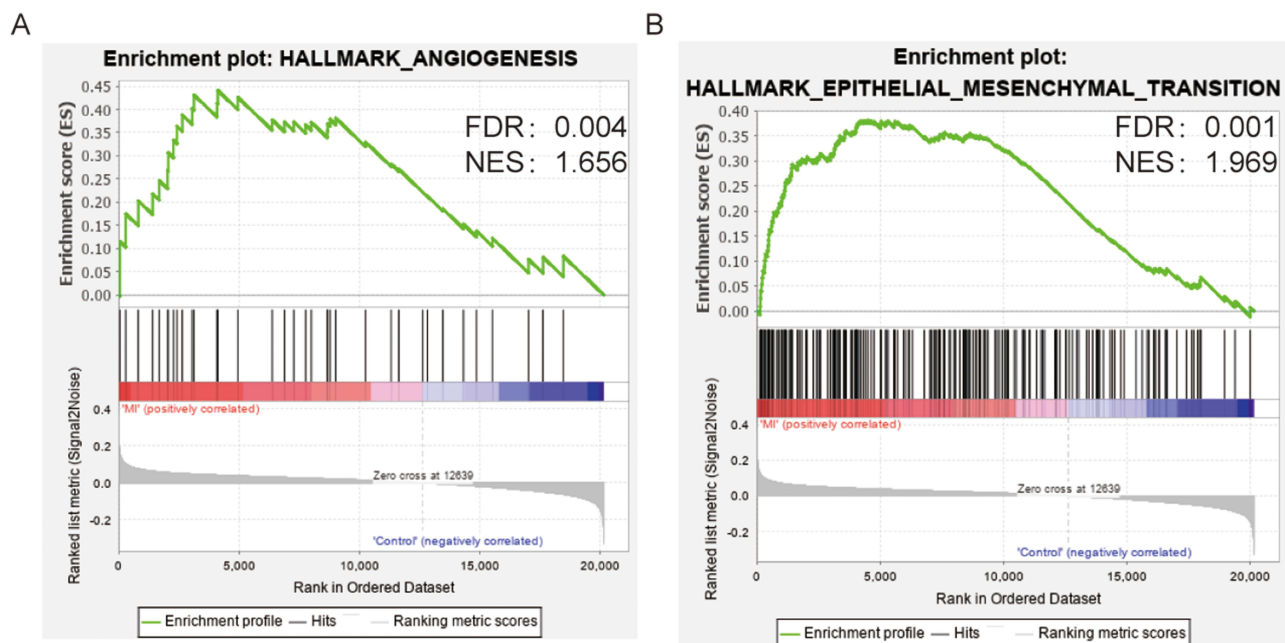 A
Enrichment plot: HALLMARK_ANGIOGENESIS
Enrichment score (ES)
0.45
0.40
0.35
0.30
0.25
0.20
0.15
0.10
0.05
0.00
FDR: 0.004
NES: 1.656
'MI' (positively correlated)
Ranked list metric (Signal2Noise)
0.4
0.2
0.0
-0.2
Zero cross at 12639
'Control' (negatively correlated)
0 5,000 10,000 15,000 20,000
Rank in Ordered Dataset
Enrichment profile Hits Ranking metric scores
B
Enrichment plot:
HALLMARK_EPITHELIAL_MESENCHYMAL_TRANSITION
Enrichment score (ES)
0.40
0.35
0.30
0.25
0.20
0.15
0.10
0.05
0.00
FDR: 0.001
NES: 1.969
'MI' (positively correlated)
Ranked list metric (Signal2Noise)
0.4
0.2
0.0
-0.2
Zero cross at 12639
'Control' (negatively correlated)
0 5,000 10,000 15,000 20,000
Rank in Ordered Dataset
Enrichment profile Hits Ranking metric scores